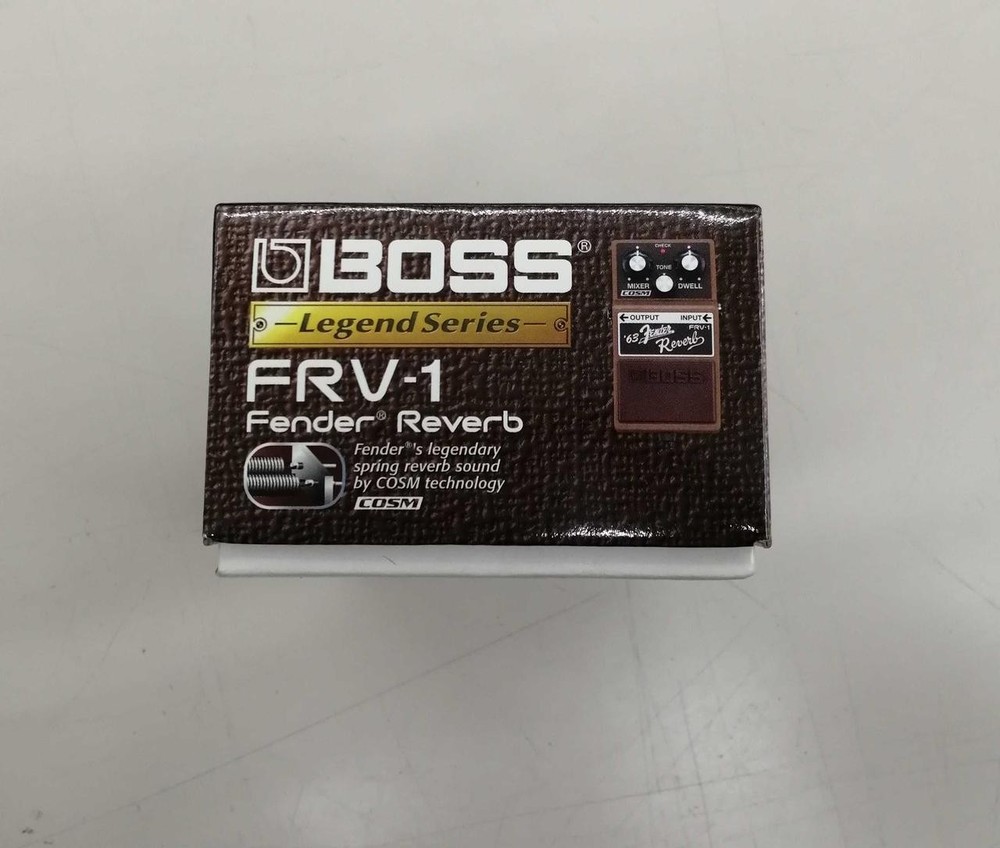 BOSS®
Legend Series
FRV-1
Fender® Reverb
Fender®'s legendary
spring reverb sound
by COSM technology
COSM
CHECK
TONE
MIXER DWELL
COSM
OUTPUT INPUT
FRV-1
'63 Fender
Reverb
BOSS